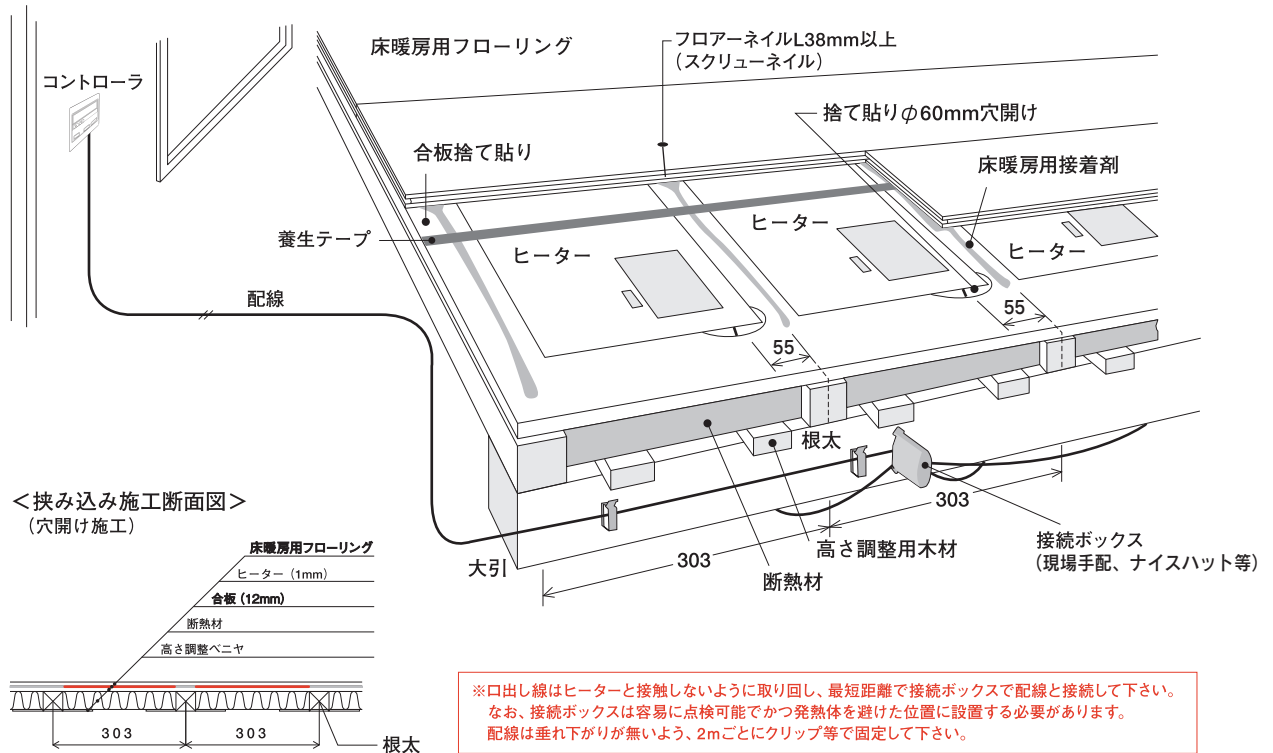 床暖房用フローリング
フロアーネイルL38mm以上
（スクリューネイル）
コントローラ
捨て貼りφ60mm穴開け
合板捨て貼り
床暖房用接着剤
養生テープ
ヒーター
ヒーター
ヒーター
配線
55
55
根太
303
303
大引
高さ調整用木材
断熱材
接続ボックス
（現場手配、ナイスハット等）
＜挟み込み施工断面図＞
（穴開け施工）
床暖房用フローリング
ヒーター（1mm）
合板（12mm）
断熱材
高さ調整ベニヤ
303
303
根太
※口出し線はヒーターと接触しないように取り回し、最短距離で接続ボックスで配線と接続して下さい。
なお、接続ボックスは容易に点検可能でかつ発熱体を避けた位置に設置する必要があります。
配線は垂れ下がりが無いよう、2mごとにクリップ等で固定して下さい。